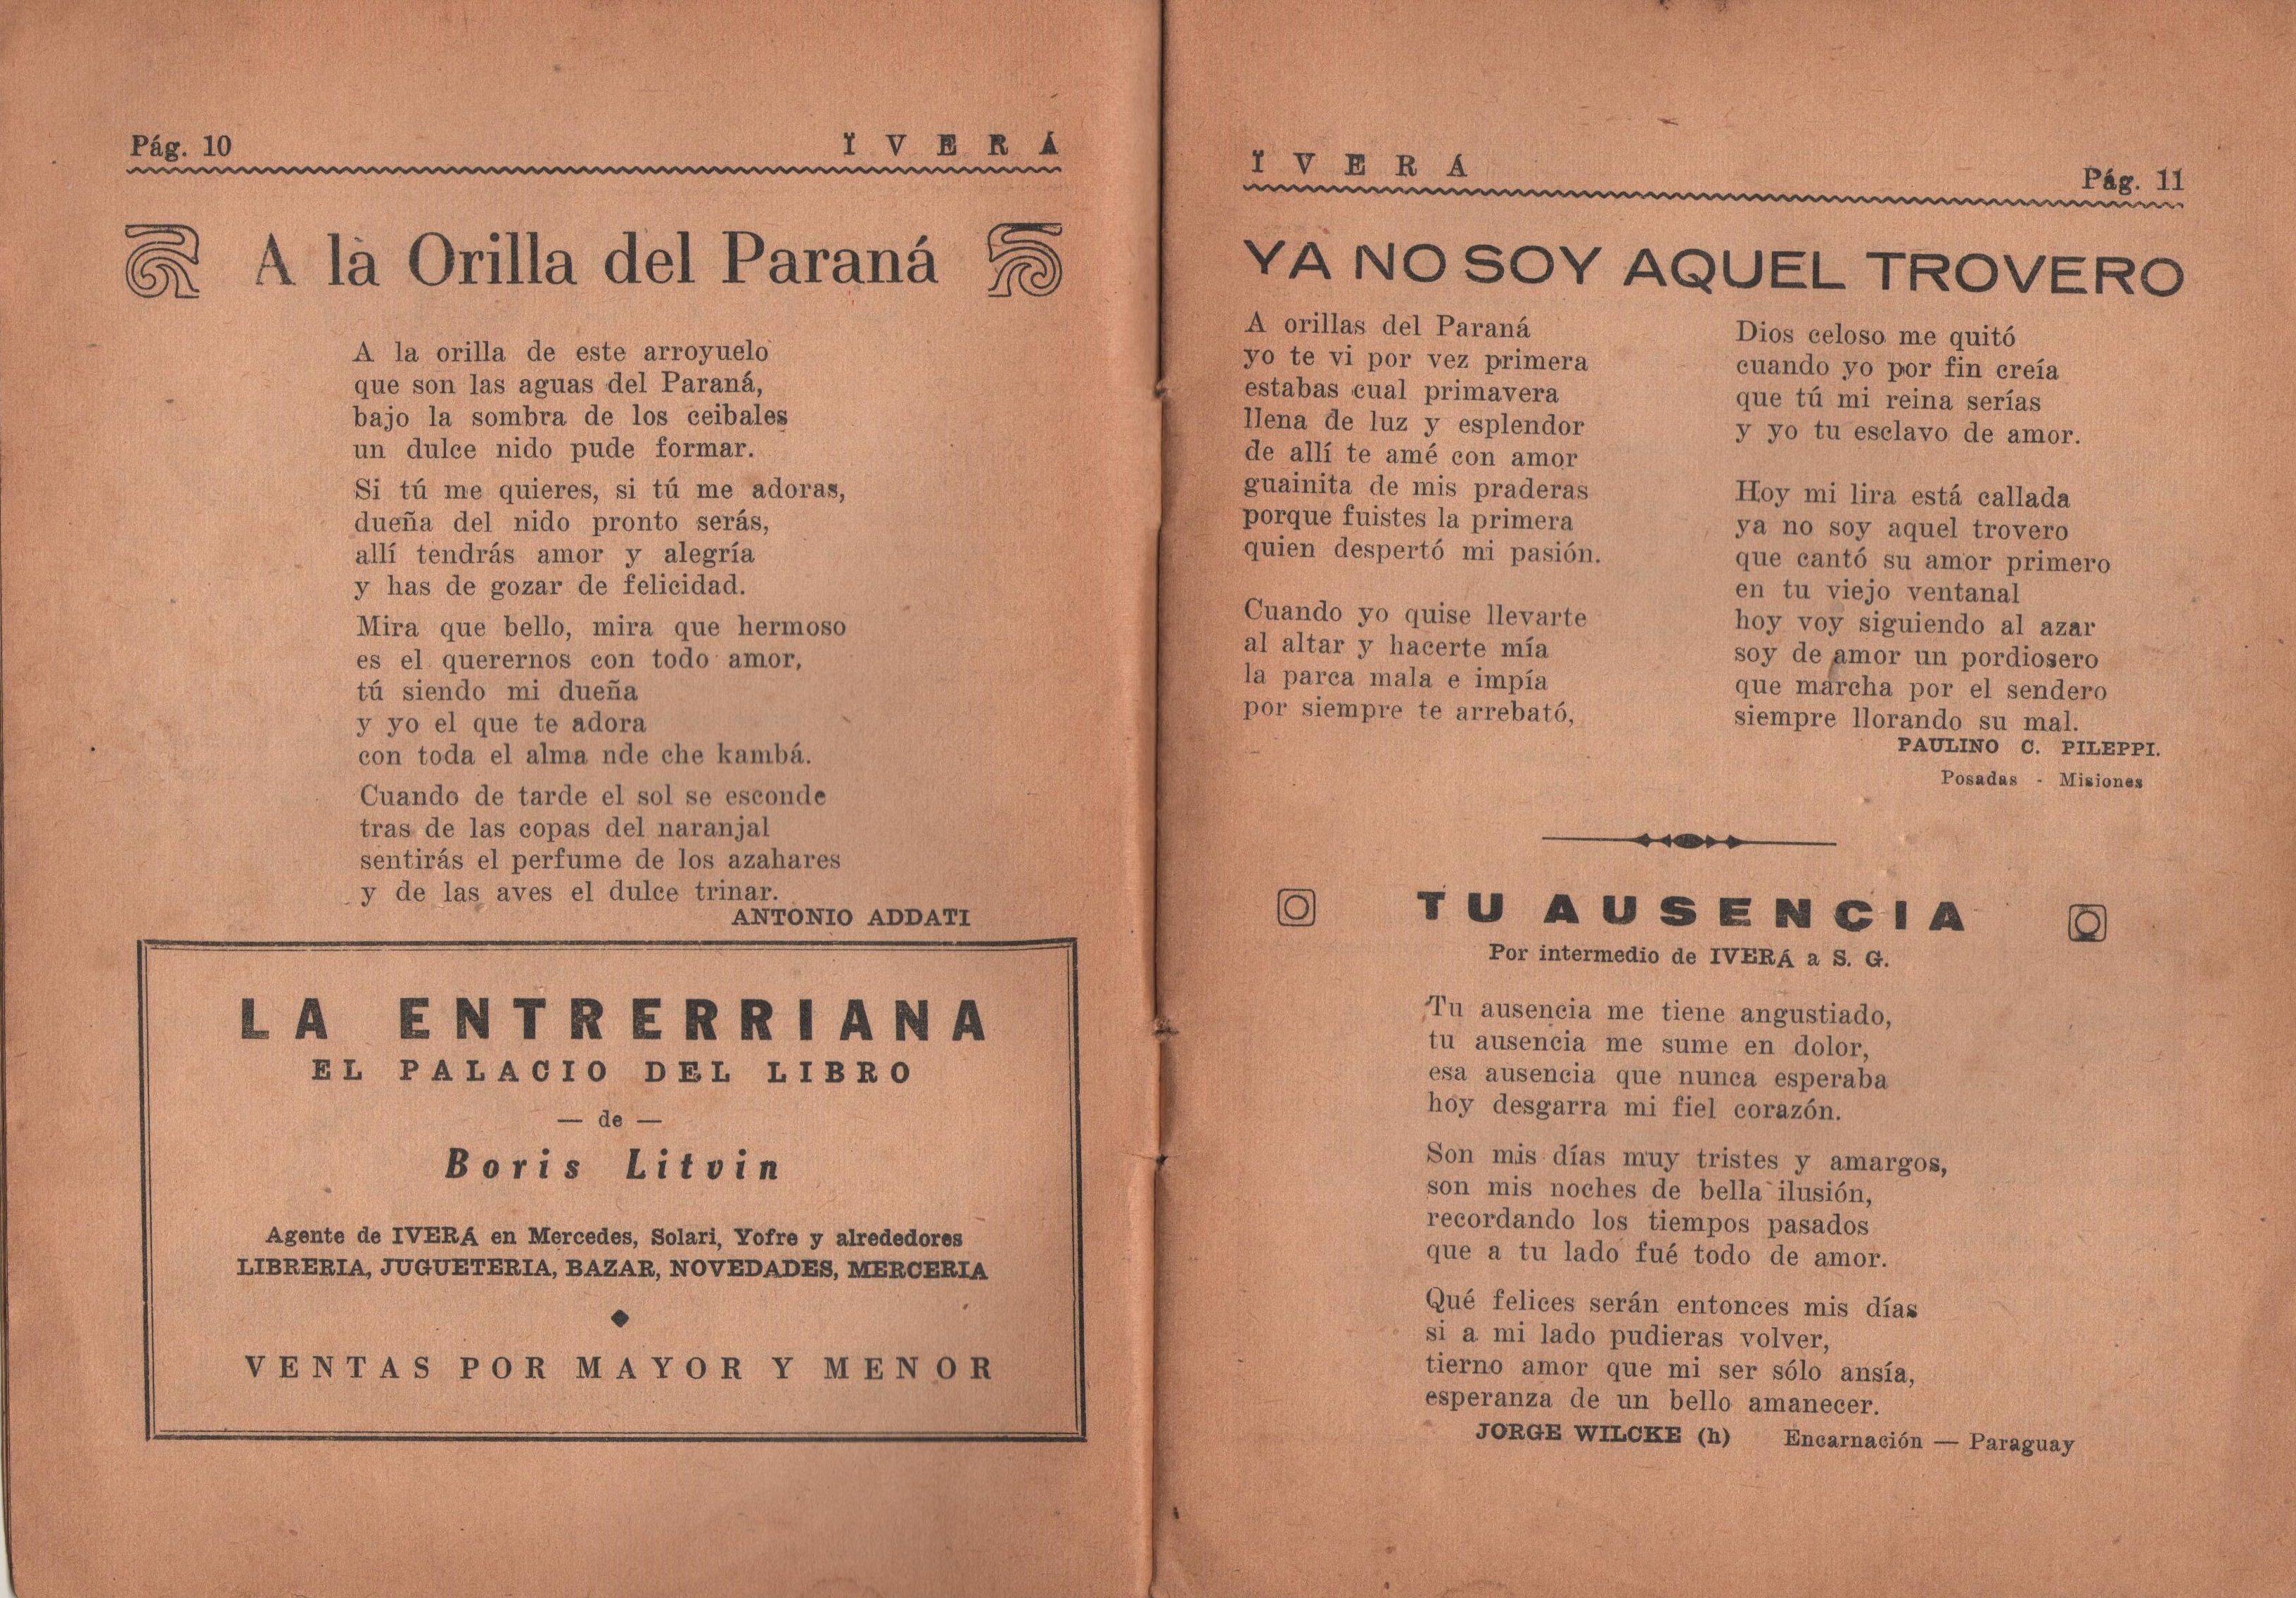 Pág. 10
Ï V E R Á
A la Orilla del Paraná
A la orilla de este arroyuelo
que son las aguas del Paraná,
bajo la sombra de los ceibales
un dulce nido pude formar.
Si tú me quieres, si tú me adoras,
dueña del nido pronto serás,
allí tendrás amor y alegría
y has de gozar de felicidad.
Mira que bello, mira que hermoso
es el querernos con todo amor,
tú siendo mi dueña
y yo el que te adora
con toda el alma nde che kambá.
Cuando de tarde el sol se esconde
tras de las copas del naranjal
sentirás el perfume de los azahares
y de las aves el dulce trinar.
ANTONIO ADDATI
LA ENTRERRIANA
EL PALACIO DEL LIBRO
— de —
Boris Litvin
Agente de IVERÁ en Mercedes, Solari, Yofre y alrededores
LIBRERIA, JUGUETERIA, BAZAR, NOVEDADES, MERCERIA
VENTAS POR MAYOR Y MENOR
Ï V E R Á
Pág. 11
YA NO SOY AQUEL TROVERO
A orillas del Paraná
yo te vi por vez primera
estabas cual primavera
llena de luz y esplendor
de allí te amé con amor
guainita de mis praderas
porque fuistes la primera
quien despertó mi pasión.
Cuando yo quise llevarte
al altar y hacerte mía
la parca mala e impía
por siempre te arrebató,
Dios celoso me quitó
cuando yo por fin creía
que tú mi reina serías
y yo tu esclavo de amor.
Hoy mi lira está callada
ya no soy aquel trovero
que cantó su amor primero
en tu viejo ventanal
hoy voy siguiendo al azar
soy de amor un pordiosero
que marcha por el sendero
siempre llorando su mal.
PAULINO C. PILEPPI.
Posadas - Misiones
TU AUSENCIA
Por intermedio de IVERÁ a S. G.
Tu ausencia me tiene angustiado,
tu ausencia me sume en dolor,
esa ausencia que nunca esperaba
hoy desgarra mi fiel corazón.
Son mis días muy tristes y amargos,
son mis noches de bella ilusión,
recordando los tiempos pasados
que a tu lado fué todo de amor.
Qué felices serán entonces mis días
si a mi lado pudieras volver,
tierno amor que mi ser sólo ansía,
esperanza de un bello amanecer.
JORGE WILCKE (h) Encarnación — Paraguay